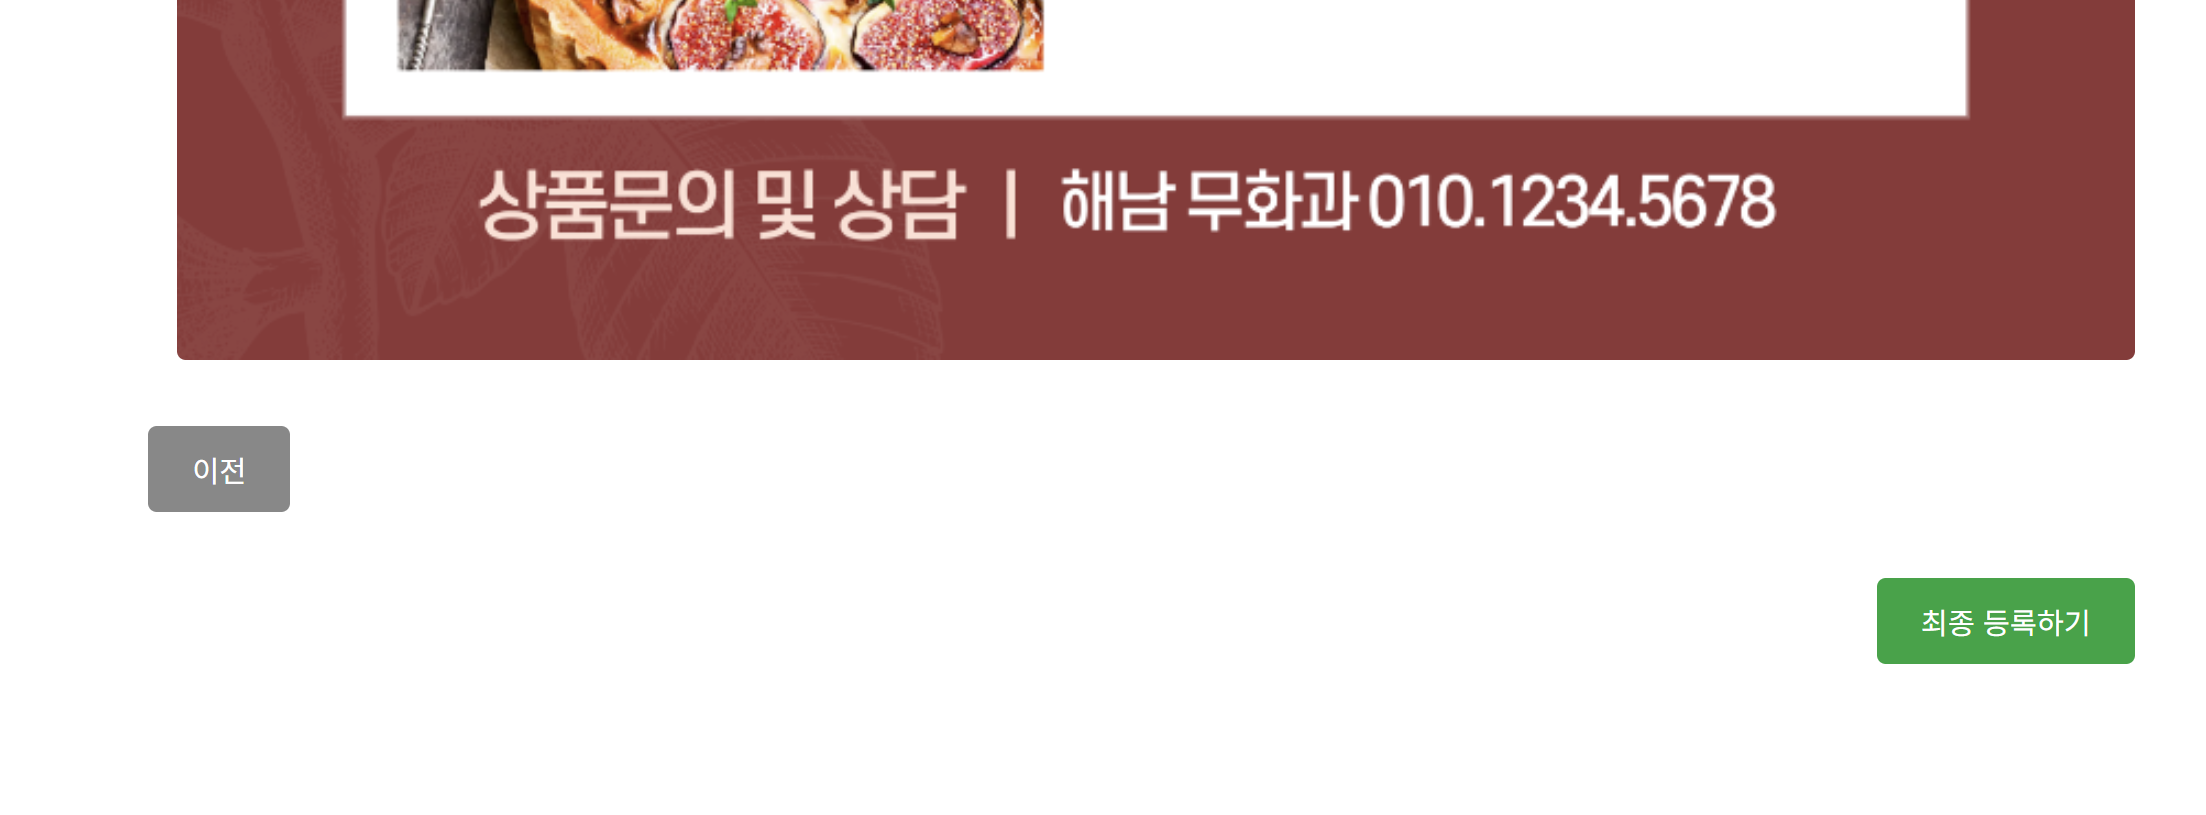 상품문의 및 상담 | 해남 무화과 010.1234.5678
이전
최종 등록하기